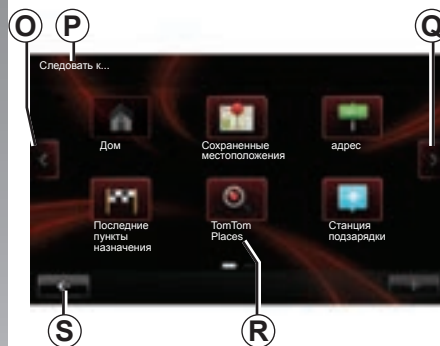 O P Q
Следовать к...
Дом
Сохраненные
местоположения
адрес
Последние
пункты
назначения
TomTom
Places
Станция
подзарядки
S R